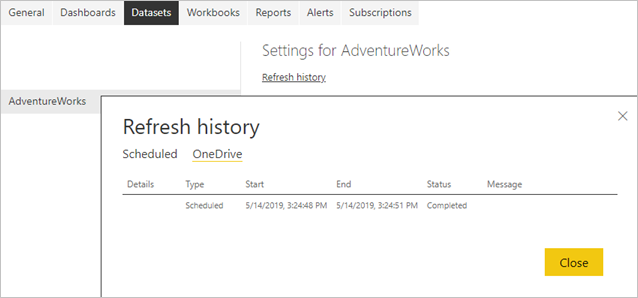 General Dashboards Datasets Workbooks Reports Alerts Subscriptions
Settings for AdventureWorks
Refresh history
AdventureWorks
Refresh history
Scheduled OneDrive
Details Type Start End Status Message
Scheduled 5/14/2019, 3:24:48 PM 5/14/2019, 3:24:51 PM Completed
Close